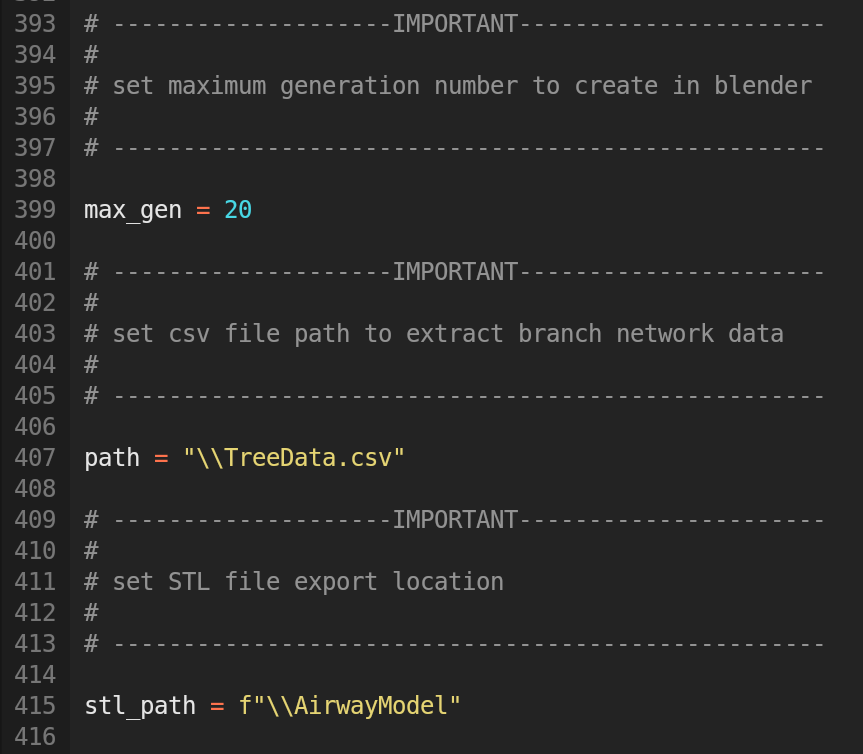 393 # --------------------IMPORTANT----------------------
394 #
395 # set maximum generation number to create in blender
396 #
397 # ---------------------------------------------------
398
399 max_gen = 20
400
401 # --------------------IMPORTANT----------------------
402 #
403 # set csv file path to extract branch network data
404 #
405 # ---------------------------------------------------
406
407 path = "\\TreeData.csv"
408
409 # --------------------IMPORTANT----------------------
410 #
411 # set STL file export location
412 #
413 # ---------------------------------------------------
414
415 stl_path = f"\\AirwayModel"
416